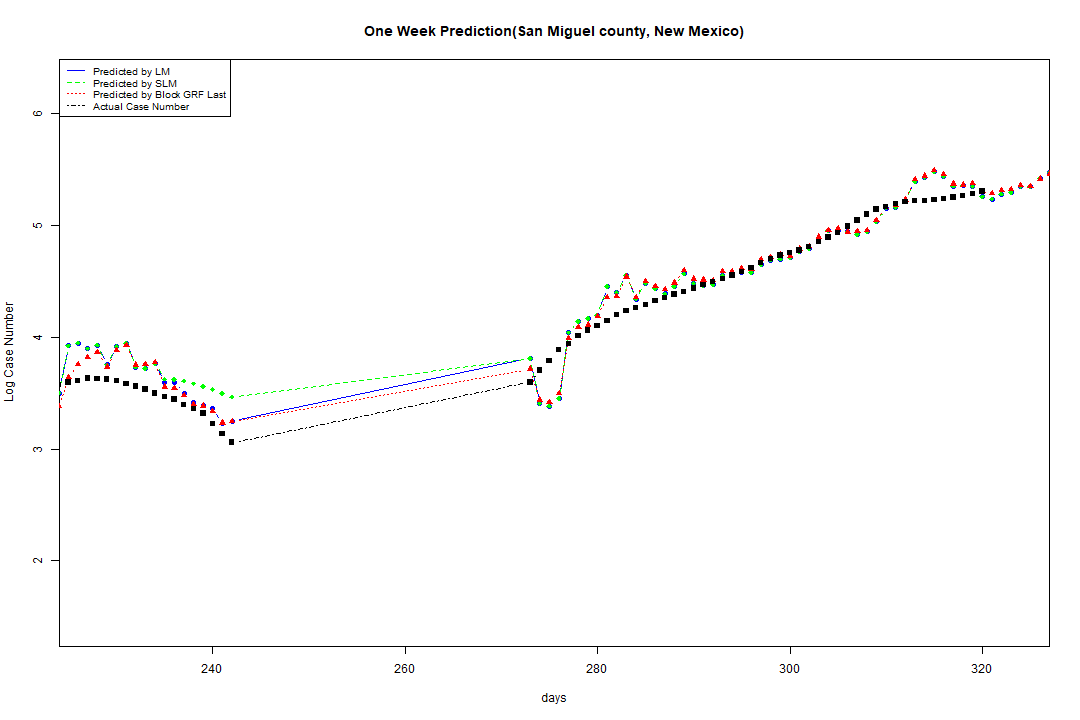 One Week Prediction(San Miguel county, New Mexico)
Predicted by LM
Predicted by SLM
Predicted by Block GRF Last
Actual Case Number
6
5
4
3
2
Log Case Number
240
260
280
300
320
days